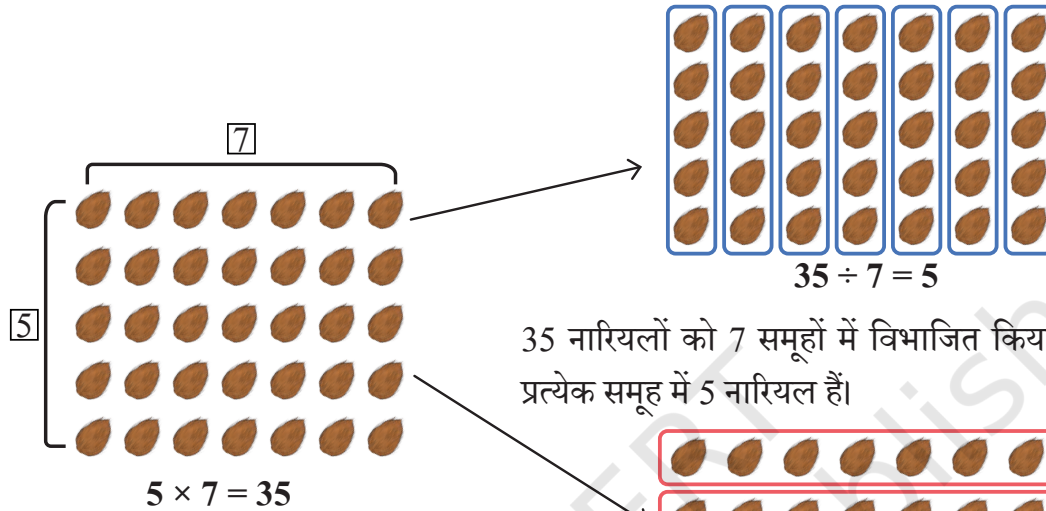 7
5
5 × 7 = 35
35 ÷ 7 = 5
35 नारियलों को 7 समूहों में विभाजित किय
प्रत्येक समूह में 5 नारियल हैं।